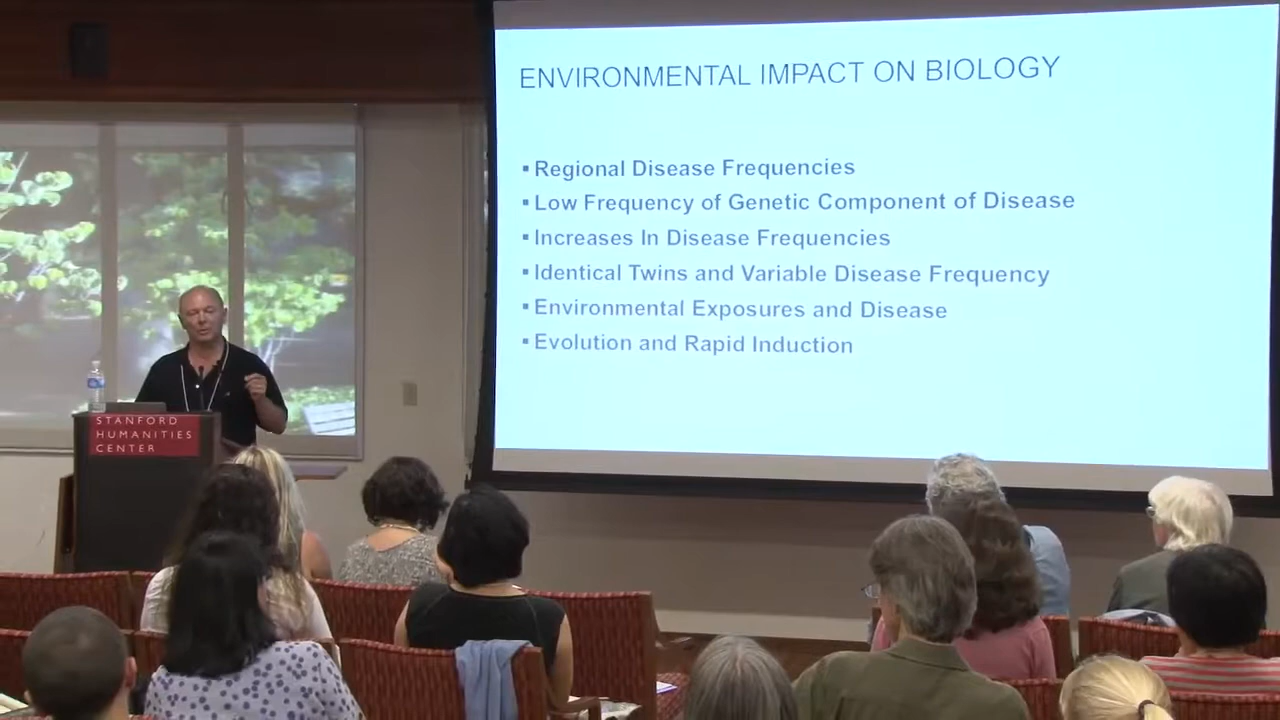 ENVIRONMENTAL IMPACT ON BIOLOGY
▪Regional Disease Frequencies
▪Low Frequency of Genetic Component of Disease
▪Increases In Disease Frequencies
▪Identical Twins and Variable Disease Frequency
▪Environmental Exposures and Disease
▪Evolution and Rapid Induction
STANFORD
HUMANITIES
CENTER